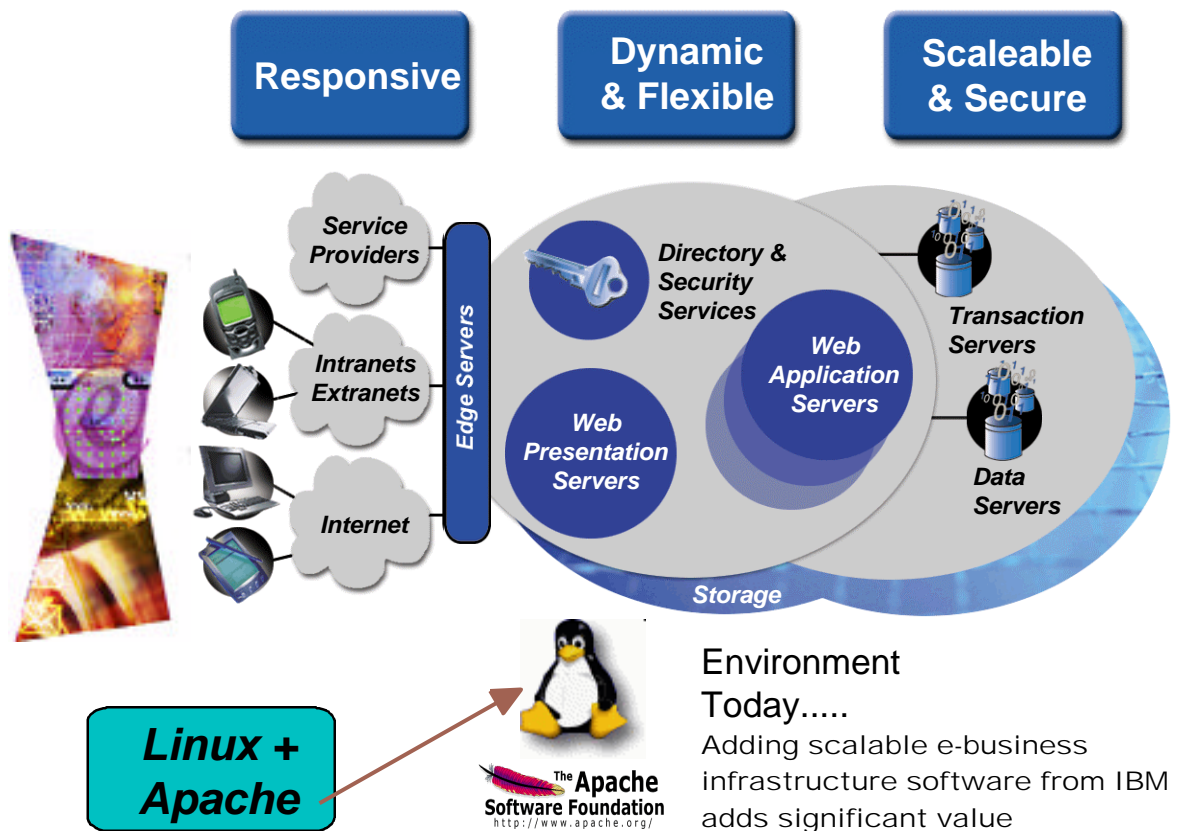 Responsive
Dynamic
& Flexible
Scaleable
& Secure
Service
Providers
Intranets
Extranets
Internet
Edge Servers
Directory &
Security
Services
Web
Presentation
Servers
Web
Application
Servers
Transaction
Servers
Data
Servers
Storage
Linux +
Apache
The Apache
Software Foundation
http://www.apache.org/
Environment
Today.....
Adding scalable e-business
infrastructure software from IBM
adds significant value